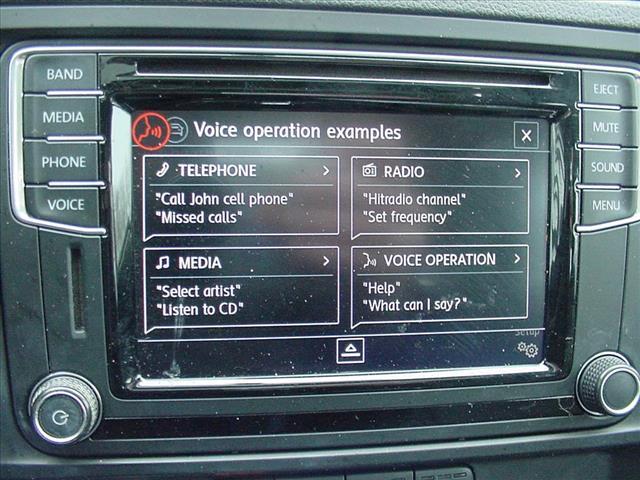 BAND
MEDIA
PHONE
VOICE
EJECT
MUTE
SOUND
MENU
Voice operation examples
TELEPHONE
"Call John cell phone"
"Missed calls"
RADIO
"Hitradio channel"
"Set frequency"
MEDIA
"Select artist"
"Listen to CD"
VOICE OPERATION
"Help"
"What can I say?"
Setup